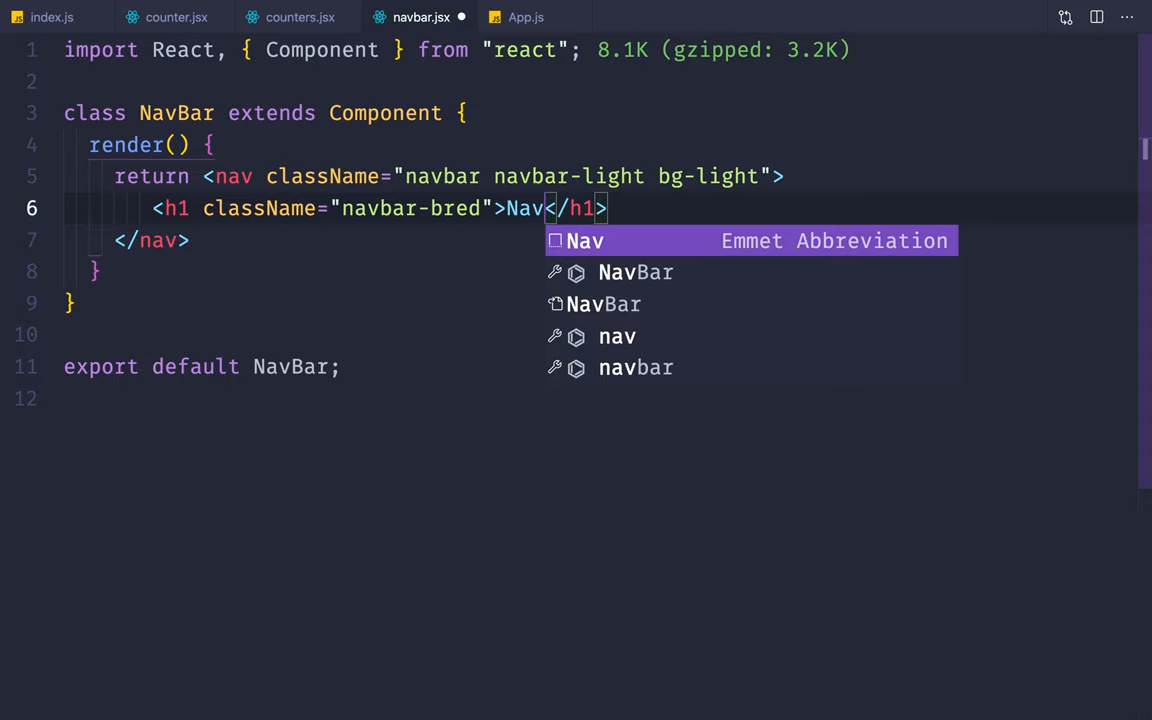 index.js counter.jsx counters.jsx navbar.jsx App.js
1 import React, { Component } from "react"; 8.1K (gzipped: 3.2K)
2
3 class NavBar extends Component {
4 render() {
5 return <nav className="navbar navbar-light bg-light">
6 <h1 className="navbar-bred">Nav</h1>
7 </nav>
Nav Emmet Abbreviation
8 }
NavBar
9 }
NavBar
10
nav
11 export default NavBar;
navbar
12